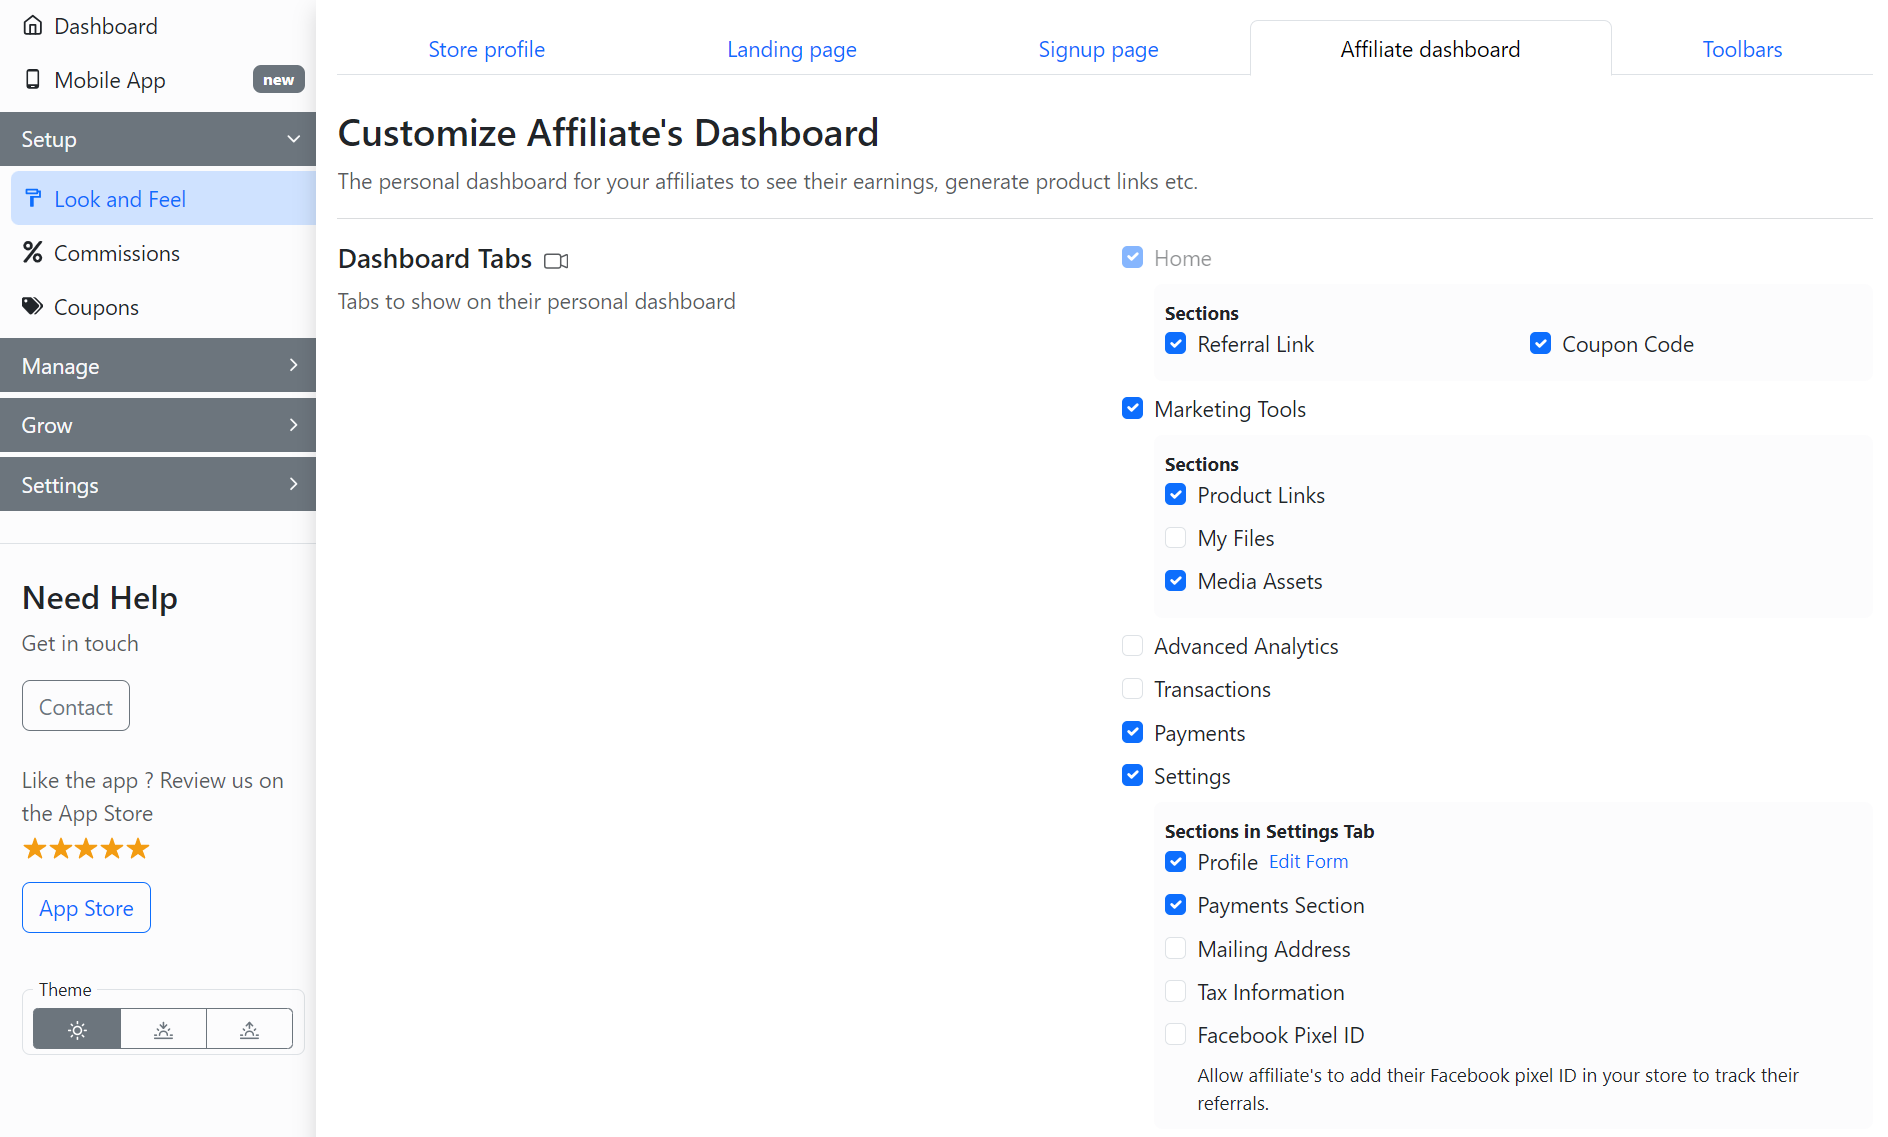 Dashboard
Mobile App new
Setup
Look and Feel
Commissions
Coupons
Manage
Grow
Settings
Need Help
Get in touch
Contact
Like the app ? Review us on
the App Store
App Store
Theme
Store profile
Landing page
Signup page
Affiliate dashboard
Toolbars
Customize Affiliate's Dashboard
The personal dashboard for your affiliates to see their earnings, generate product links etc.
Dashboard Tabs
Tabs to show on their personal dashboard
Home
Sections
Referral Link
Coupon Code
Marketing Tools
Sections
Product Links
My Files
Media Assets
Advanced Analytics
Transactions
Payments
Settings
Sections in Settings Tab
Profile Edit Form
Payments Section
Mailing Address
Tax Information
Facebook Pixel ID
Allow affiliate's to add their Facebook pixel ID in your store to track their
referrals.